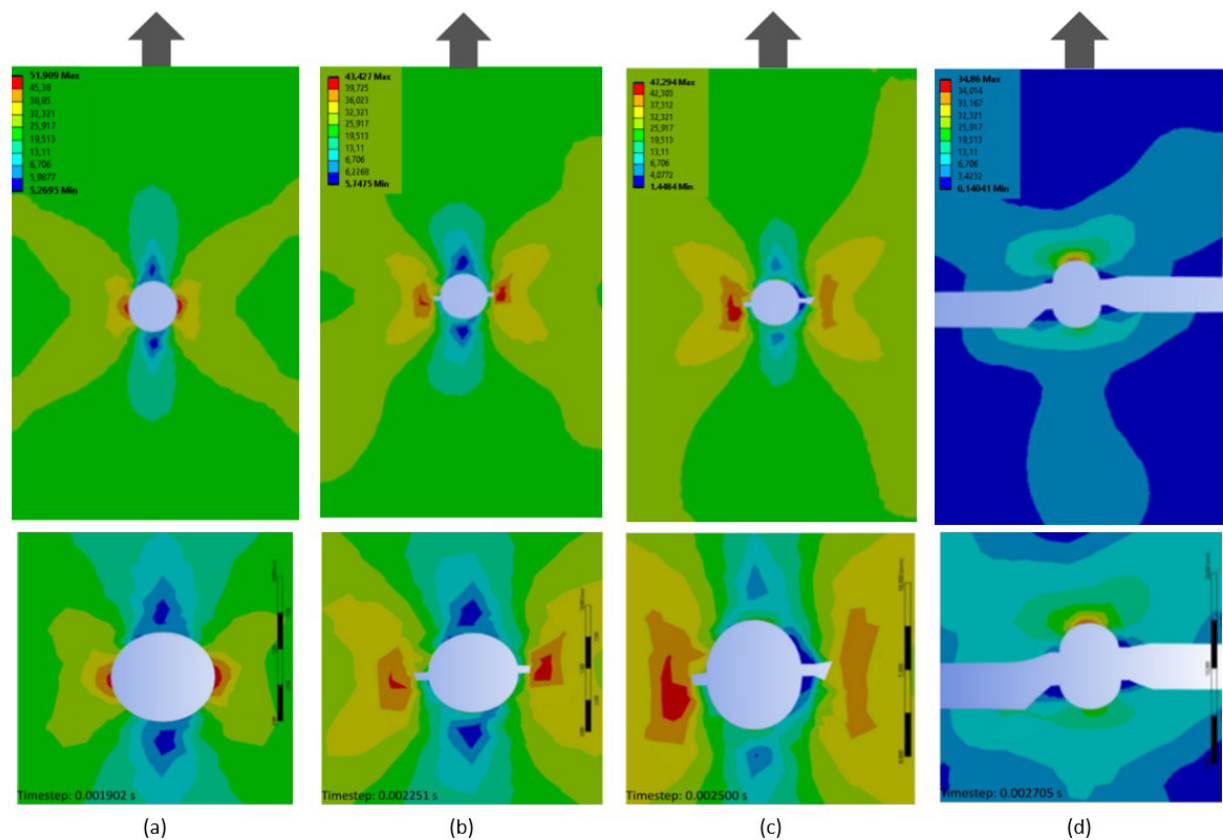 51,909 Max
45,38
38,85
32,321
25,917
19,513
13,11
6,706
5,9877
5,2695 Min
43,427 Max
39,725
36,023
32,321
25,917
19,513
13,11
6,706
6,2268
5,7475 Min
47,294 Max
42,303
37,312
32,321
25,917
19,513
13,11
6,706
4,0772
1,4484 Min
34,86 Max
34,014
33,167
32,321
25,917
19,513
13,11
6,706
3,4232
0,14041 Min
Timestep: 0.001902 s
Timestep: 0.002251 s
Timestep: 0.002500 s
Timestep: 0.002705 s
(a)
(b)
(c)
(d)